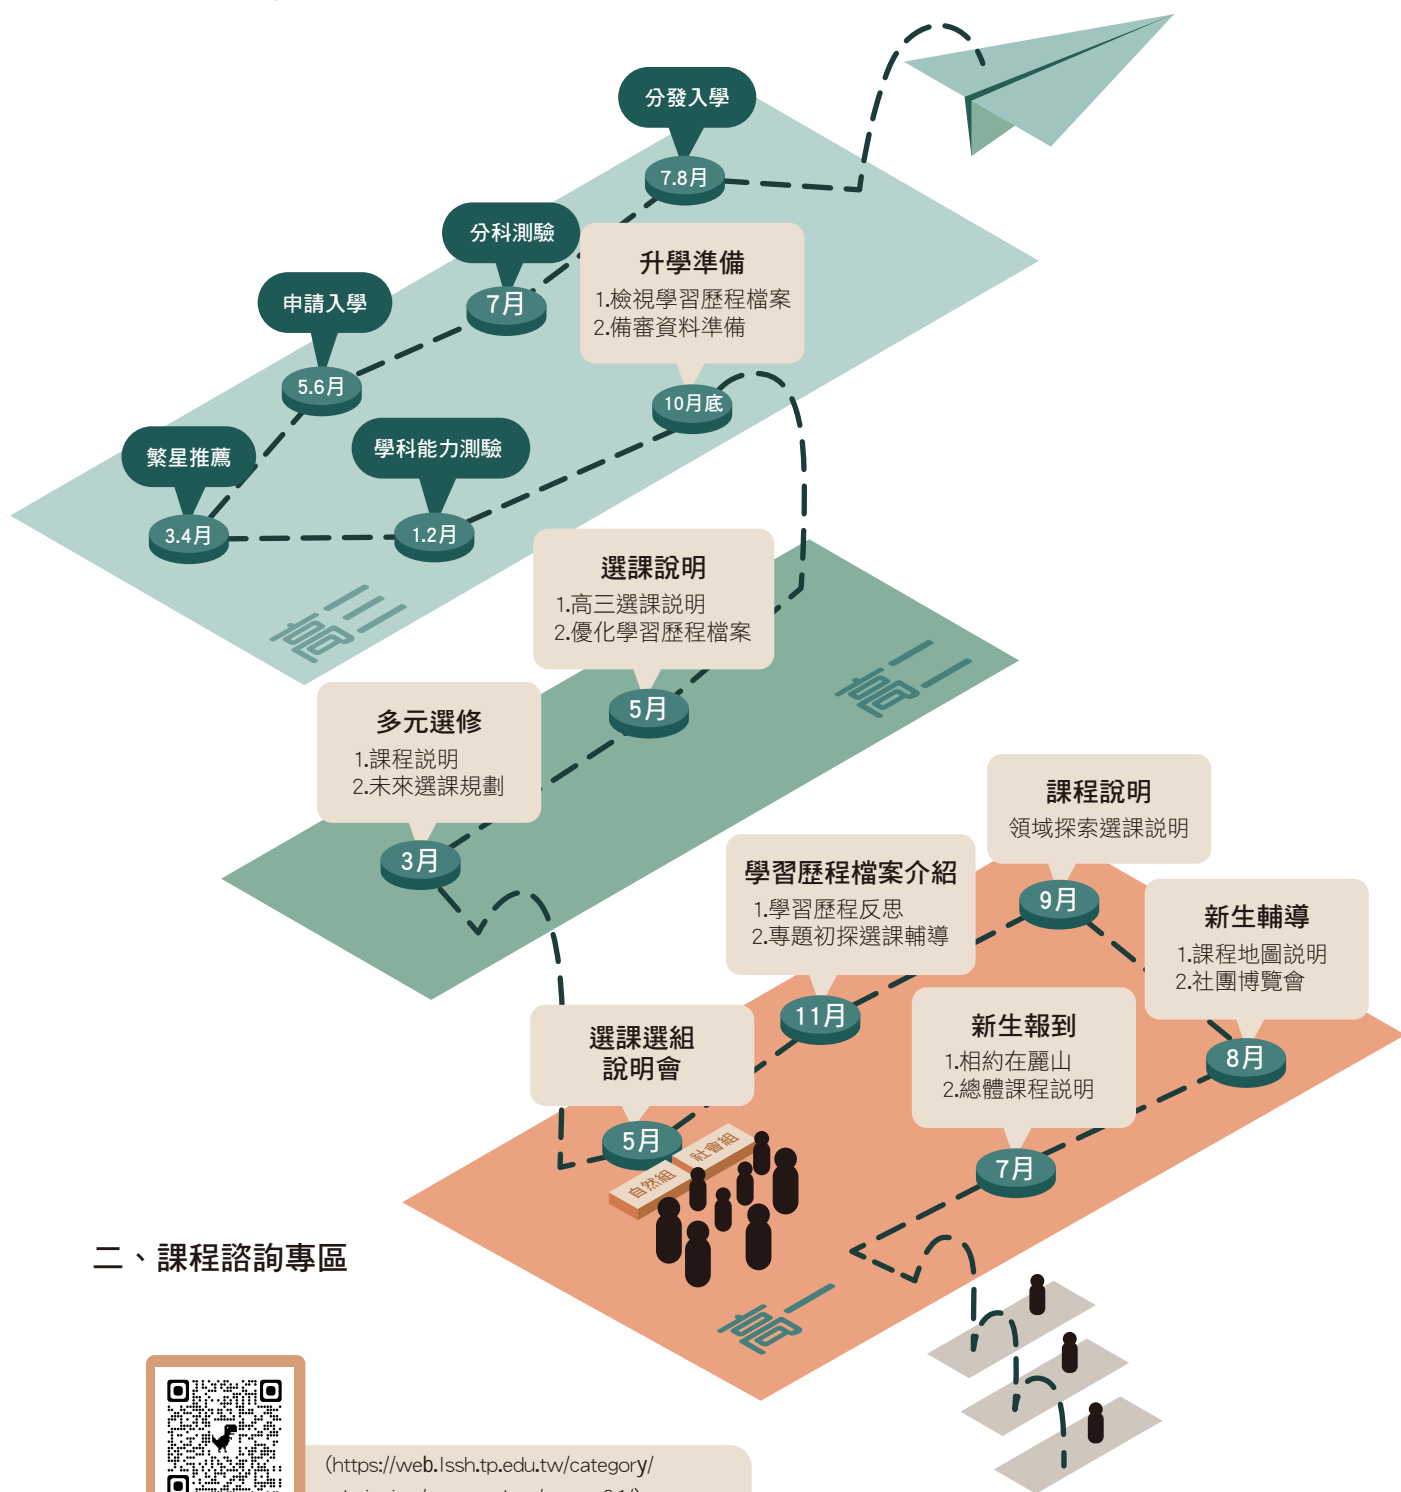 分發入學
7.8月
分科測驗
7月
升學準備
1.檢視學習歷程檔案
2.備審資料準備
申請入學
5.6月
10月底
繁星推薦
3.4月
學科能力測驗
1.2月
高三
選課說明
1.高三選課說明
2.優化學習歷程檔案
5月
高二
多元選修
1.課程說明
2.未來選課規劃
3月
課程說明
領域探索選課說明
9月
學習歷程檔案介紹
1.學習歷程反思
2.專題初探選課輔導
11月
新生輔導
1.課程地圖說明
2.社團博覽會
8月
選課選組
說明會
5月
社會組
自然組
新生報到
1.相約在麗山
2.總體課程說明
7月
高一
二、課程諮詢專區
(https://web.lssh.tp.edu.tw/category/